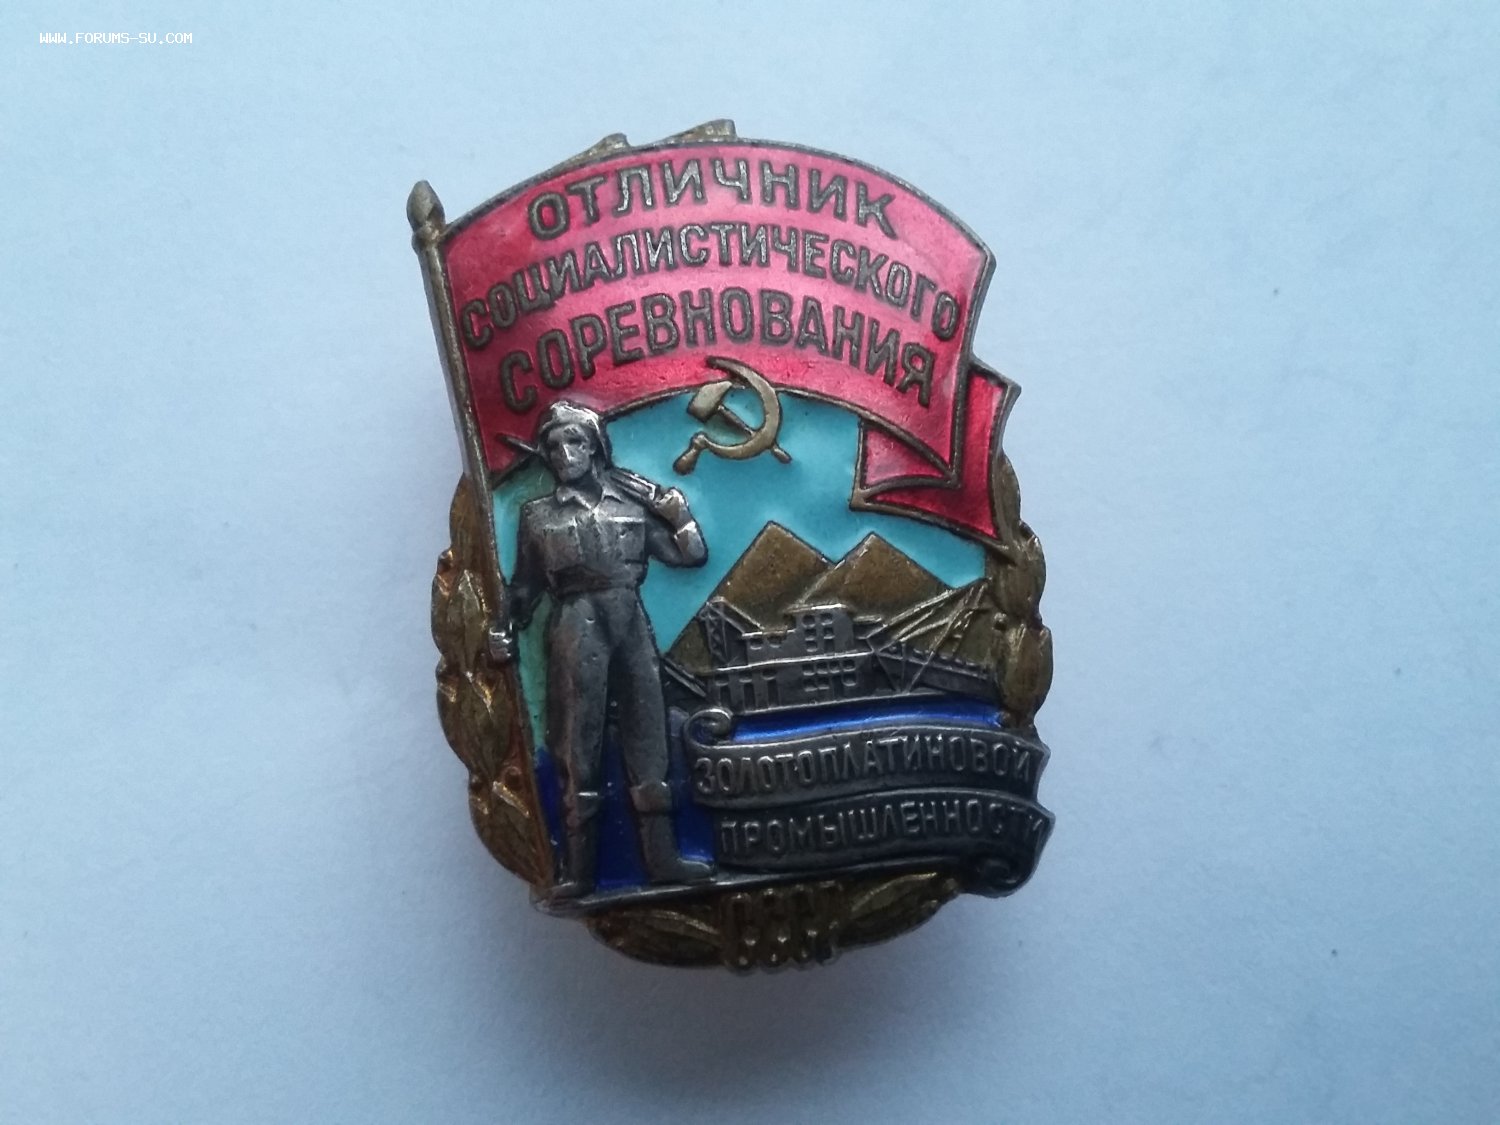 WWW.FORUMS-SU.COM
ОТЛИЧНИК
СОЦИАЛИСТИЧЕСКОГО
СОРЕВНОВАНИЯ
ЗОЛОТОПЛАТИНОВОЙ
ПРОМЫШЛЕННОСТИ
СССР